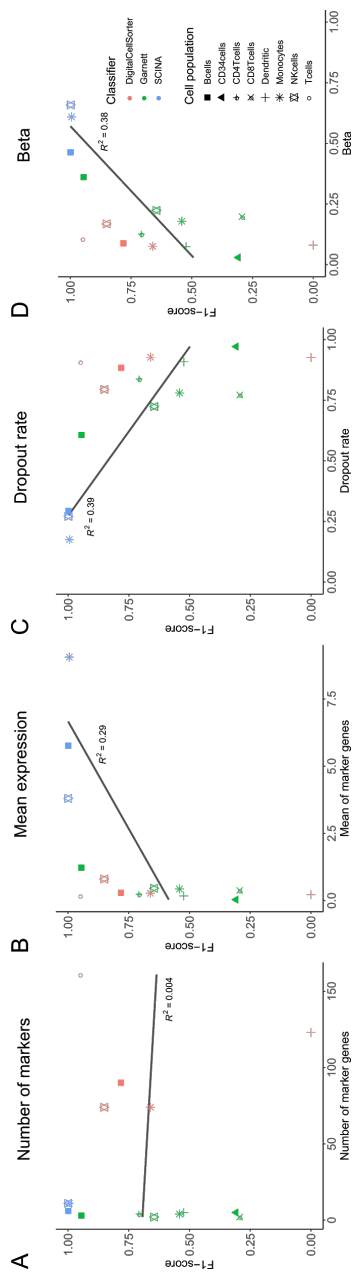 A
Number of markers
F1−score
1.00
0.75
0.50
0.25
0.00
R² = 0.004
0
50
100
150
Number of marker genes
B
Mean expression
F1−score
1.00
0.75
0.50
0.25
0.00
R² = 0.29
0.0
2.5
5.0
7.5
Mean of marker genes
C
Dropout rate
F1−score
1.00
0.75
0.50
0.25
0.00
R² = 0.39
0.00
0.25
0.50
0.75
1.00
Dropout rate
D
Beta
F1−score
1.00
0.75
0.50
0.25
0.00
R² = 0.38
0.00
0.25
0.50
0.75
Beta
Classifier
DigitalCellSorter
Garnett
SCINA
Cell population
Bcells
CD34cells
CD4Tcells
CD8Tcells
Dendritic
Monocytes
NKcells
Tcells